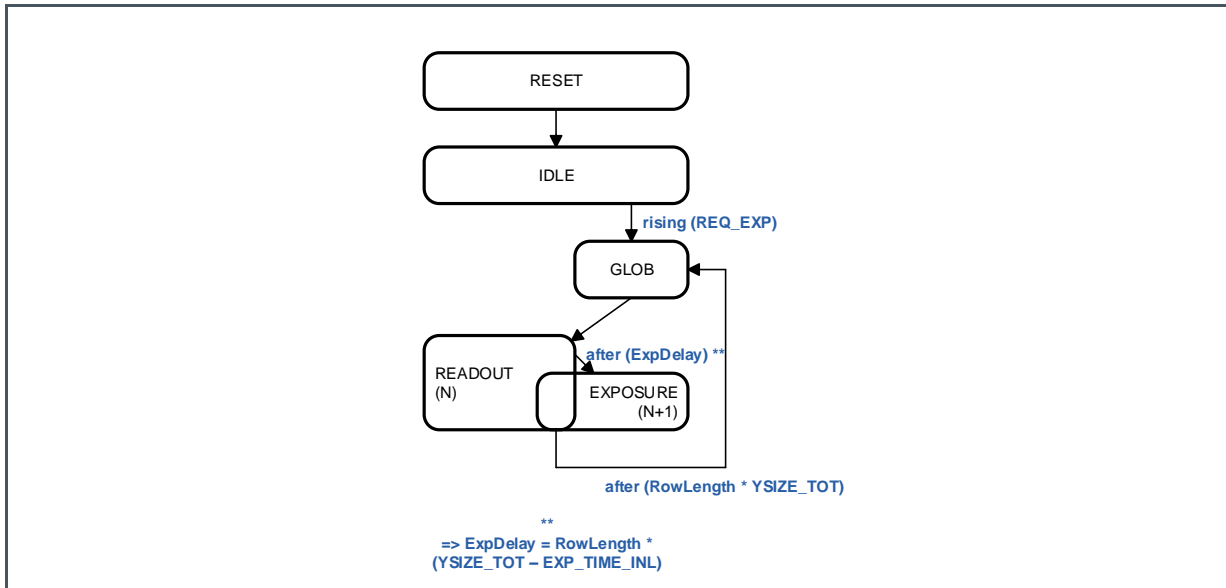 RESET
IDLE
rising (REQ_EXP)
GLOB
after (ExpDelay) **
READOUT
(N)
EXPOSURE
(N+1)
after (RowLength * YSIZE_TOT)
**
=> ExpDelay = RowLength *
(YSIZE_TOT – EXP_TIME_INL)